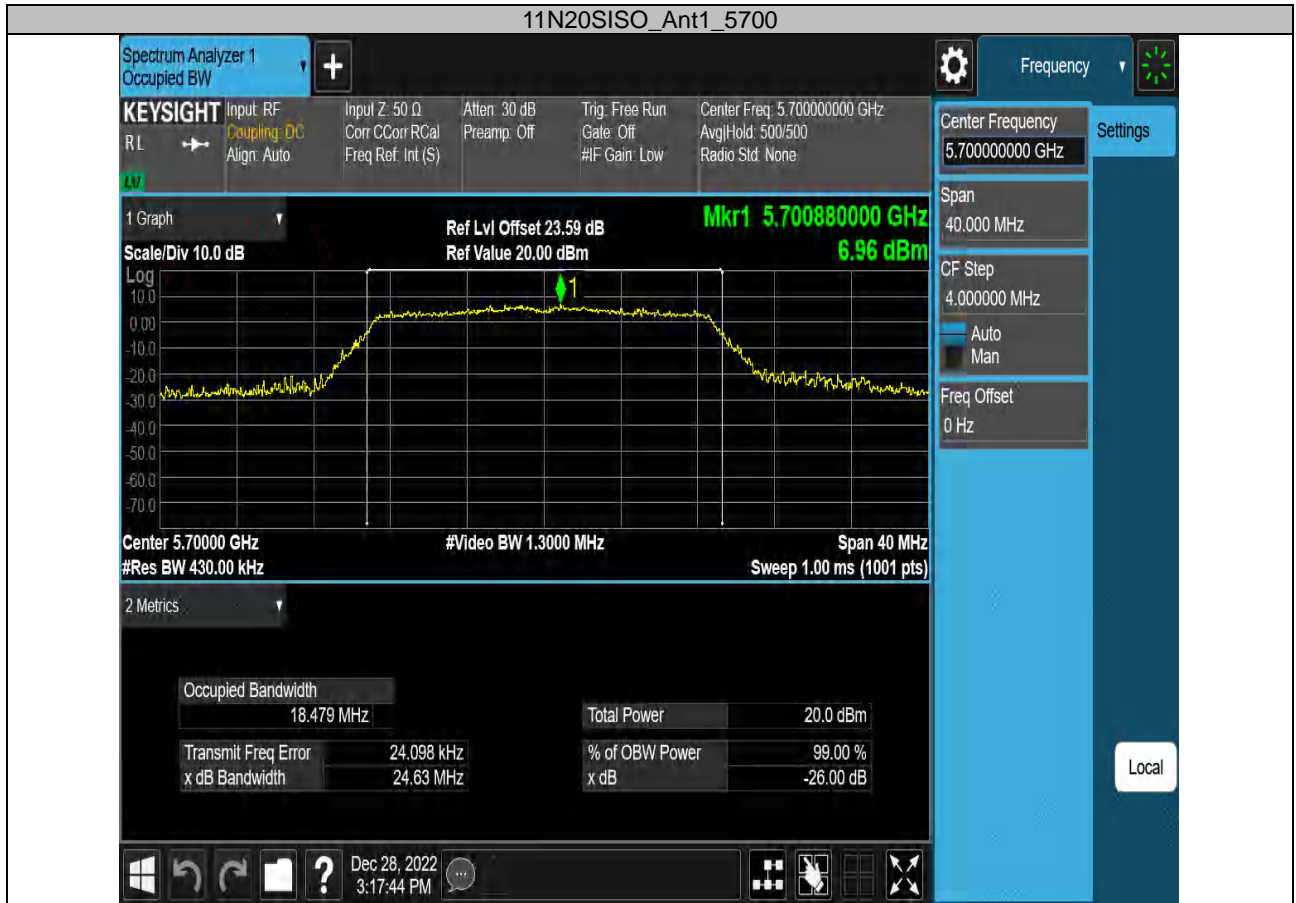 11N20SISO_Ant1_5700
Spectrum Analyzer 1
Occupied BW
Frequency
KEYSIGHT
RL
LW
Input: RF
Coupling: DC
Align: Auto
Input Z: 50 Ω
Corr CCorr RCal
Freq Ref: Int (S)
Atten: 30 dB
Preamp: Off
Trig: Free Run
Gate: Off
#IF Gain: Low
Center Freq: 5.700000000 GHz
Avg|Hold: 500/500
Radio Std: None
Center Frequency
5.700000000 GHz
Settings
Span
40.000 MHz
CF Step
4.000000 MHz
Auto
Man
Freq Offset
0 Hz
Local
1 Graph
Scale/Div 10.0 dB
Ref Lvl Offset 23.59 dB
Ref Value 20.00 dBm
Mkr1 5.700880000 GHz
6.96 dBm
Log
10.0
0.00
-10.0
-20.0
-30.0
-40.0
-50.0
-60.0
-70.0
1
Center 5.70000 GHz
#Res BW 430.00 kHz
#Video BW 1.3000 MHz
Span 40 MHz
Sweep 1.00 ms (1001 pts)
2 Metrics
Occupied Bandwidth
18.479 MHz
Total Power 20.0 dBm
Transmit Freq Error 24.098 kHz
% of OBW Power 99.00 %
x dB Bandwidth 24.63 MHz
x dB -26.00 dB
?
Dec 28, 2022
3:17:44 PM